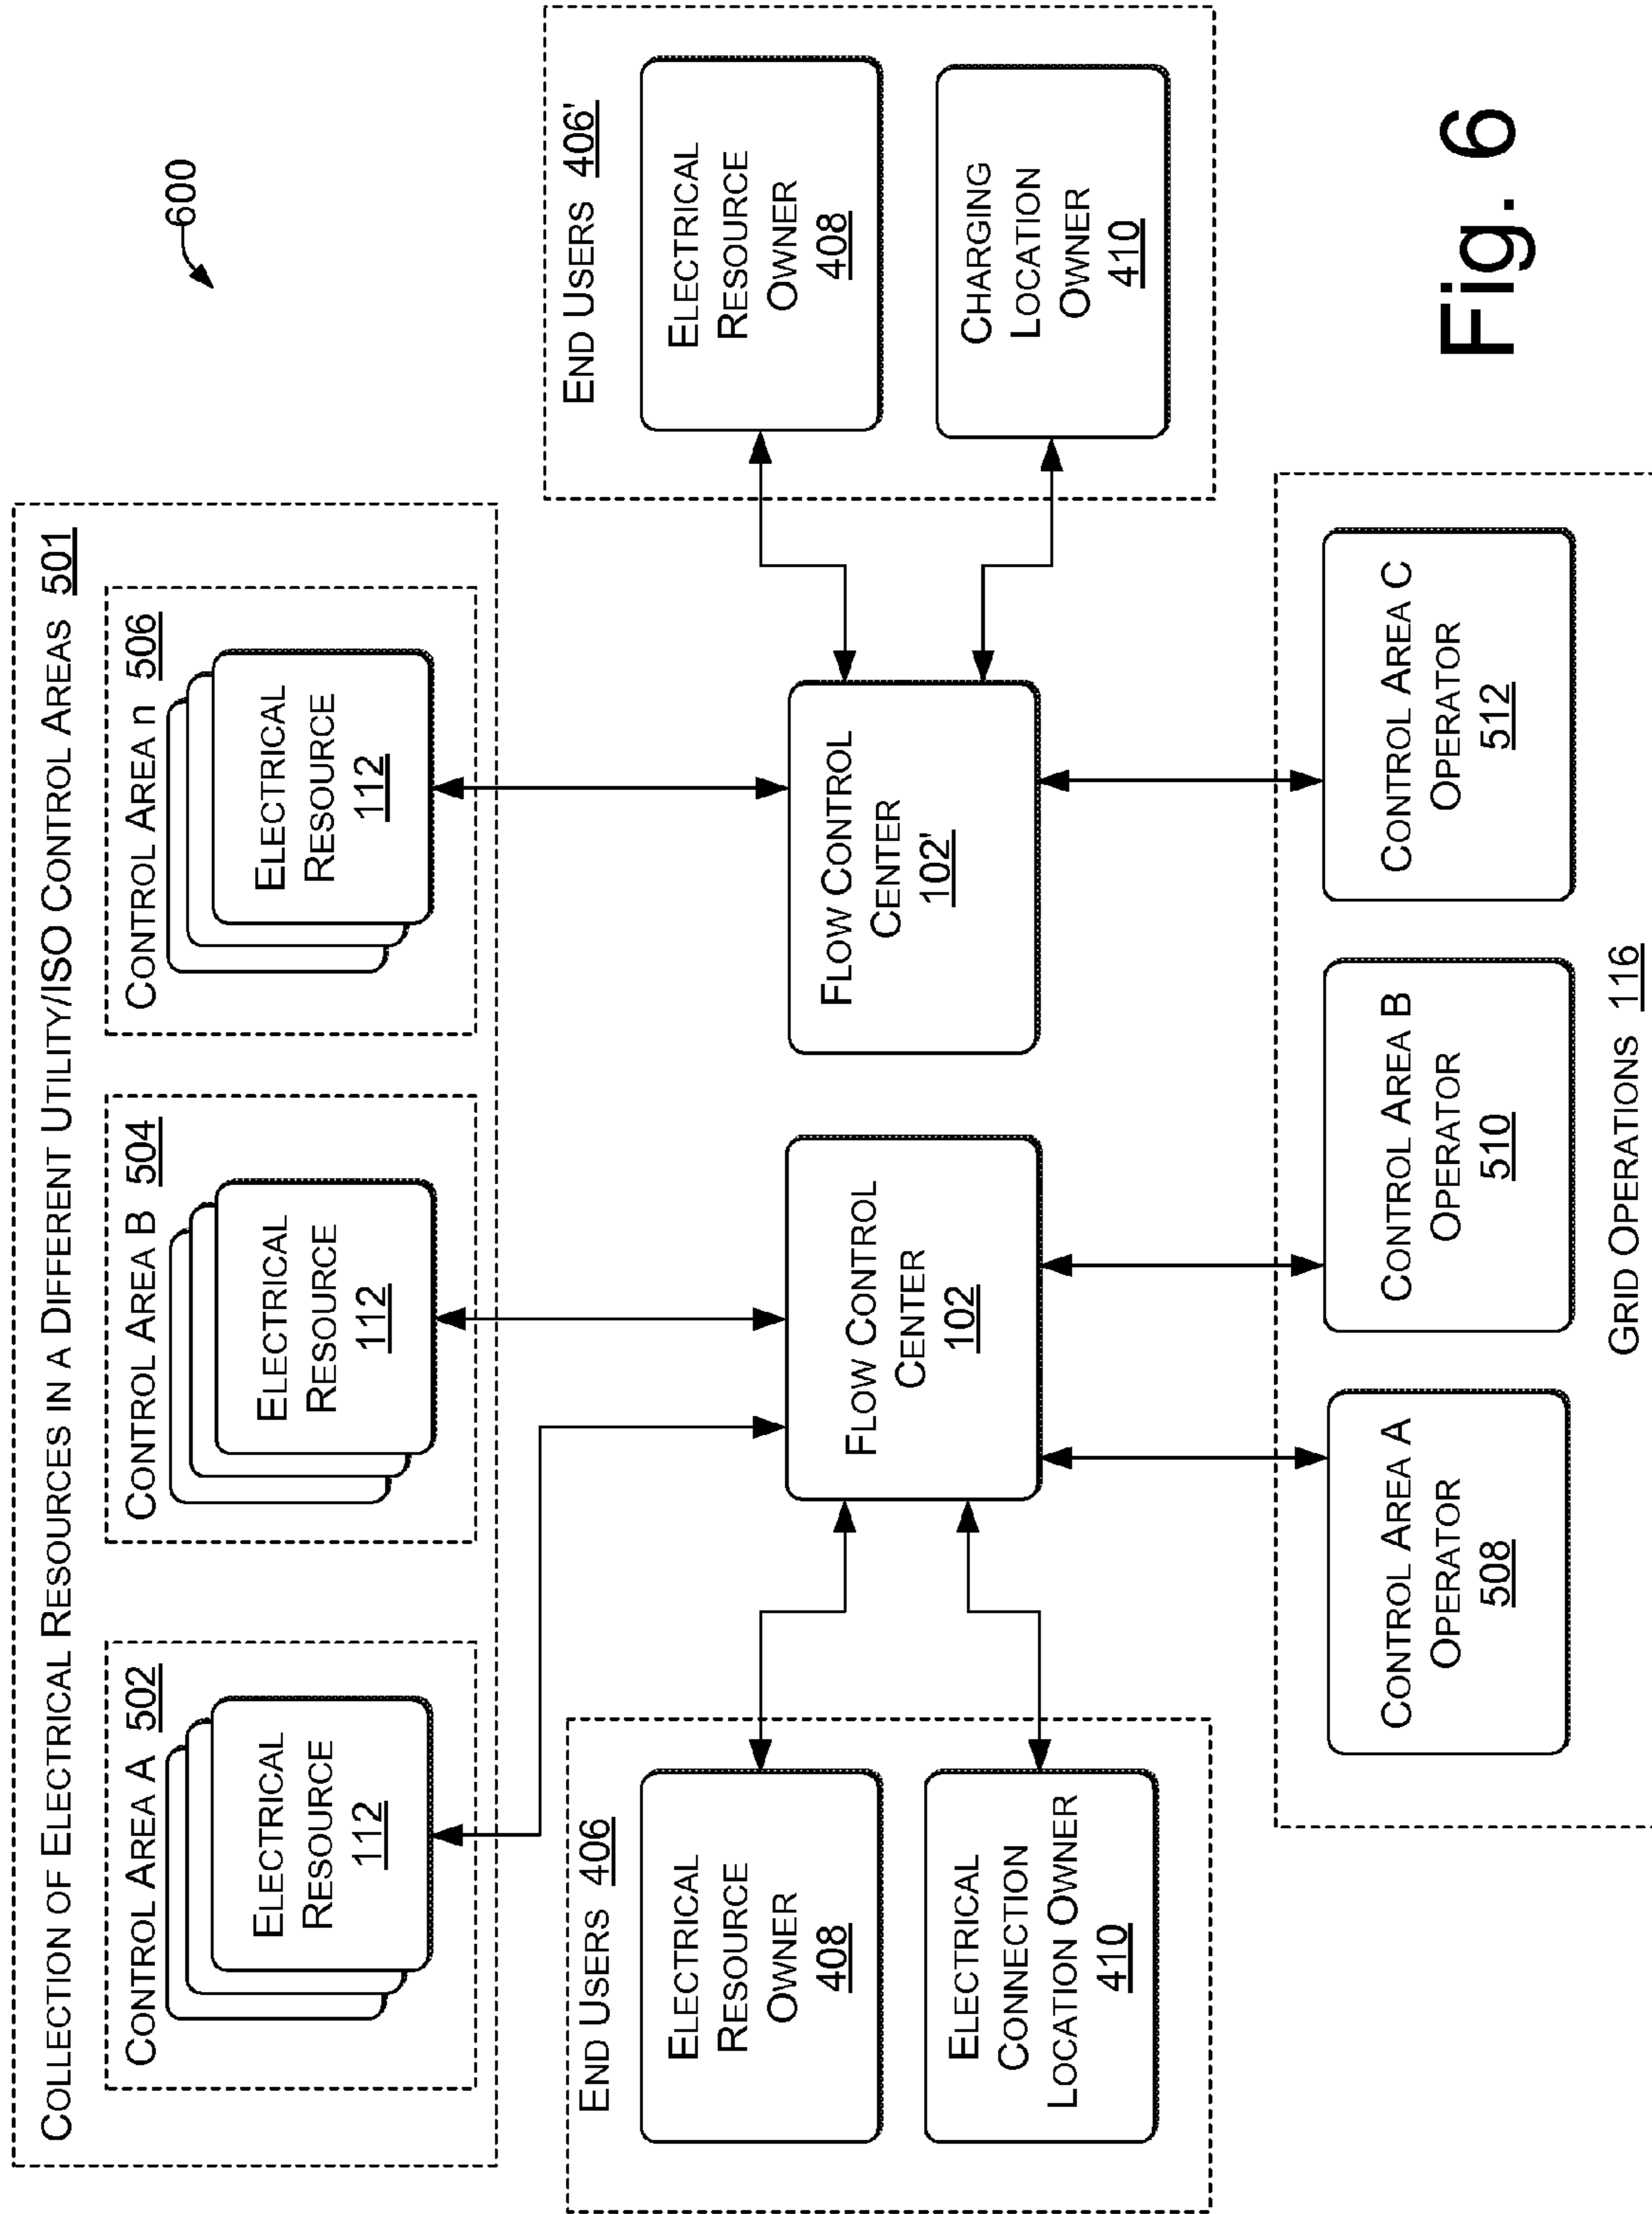 600
COLLECTION OF ELECTRICAL RESOURCES IN A DIFFERENT UTILITY/ISO CONTROL AREAS 501
CONTROL AREA A 502
ELECTRICAL
RESOURCE
112
CONTROL AREA B 504
ELECTRICAL
RESOURCE
112
CONTROL AREA n 506
ELECTRICAL
RESOURCE
112
END USERS 406
ELECTRICAL
RESOURCE
OWNER
408
ELECTRICAL
CONNECTION
LOCATION OWNER
410
FLOW CONTROL
CENTER
102
FLOW CONTROL
CENTER
102'
END USERS 406'
ELECTRICAL
RESOURCE
OWNER
408
CHARGING
LOCATION
OWNER
410
CONTROL AREA A
OPERATOR
508
CONTROL AREA B
OPERATOR
510
CONTROL AREA C
OPERATOR
512
GRID OPERATIONS 116
Fig. 6